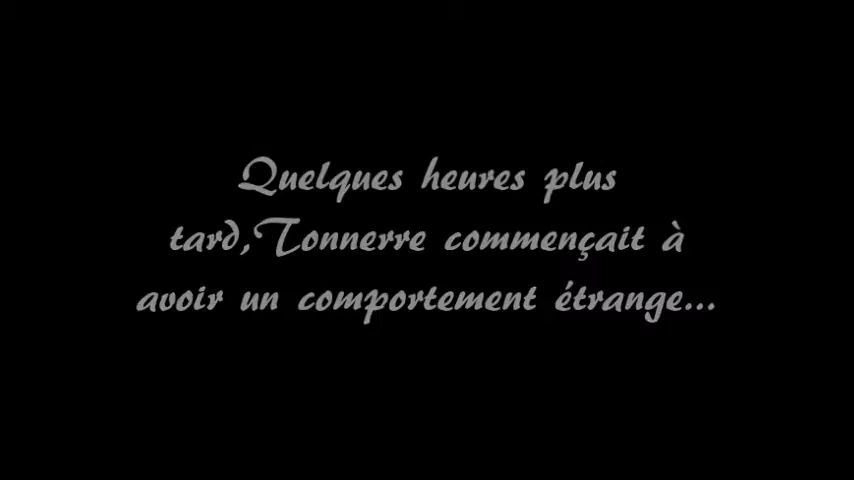 Quelques heures plus
tard,Tonnerre commençait à
avoir un comportement étrange...